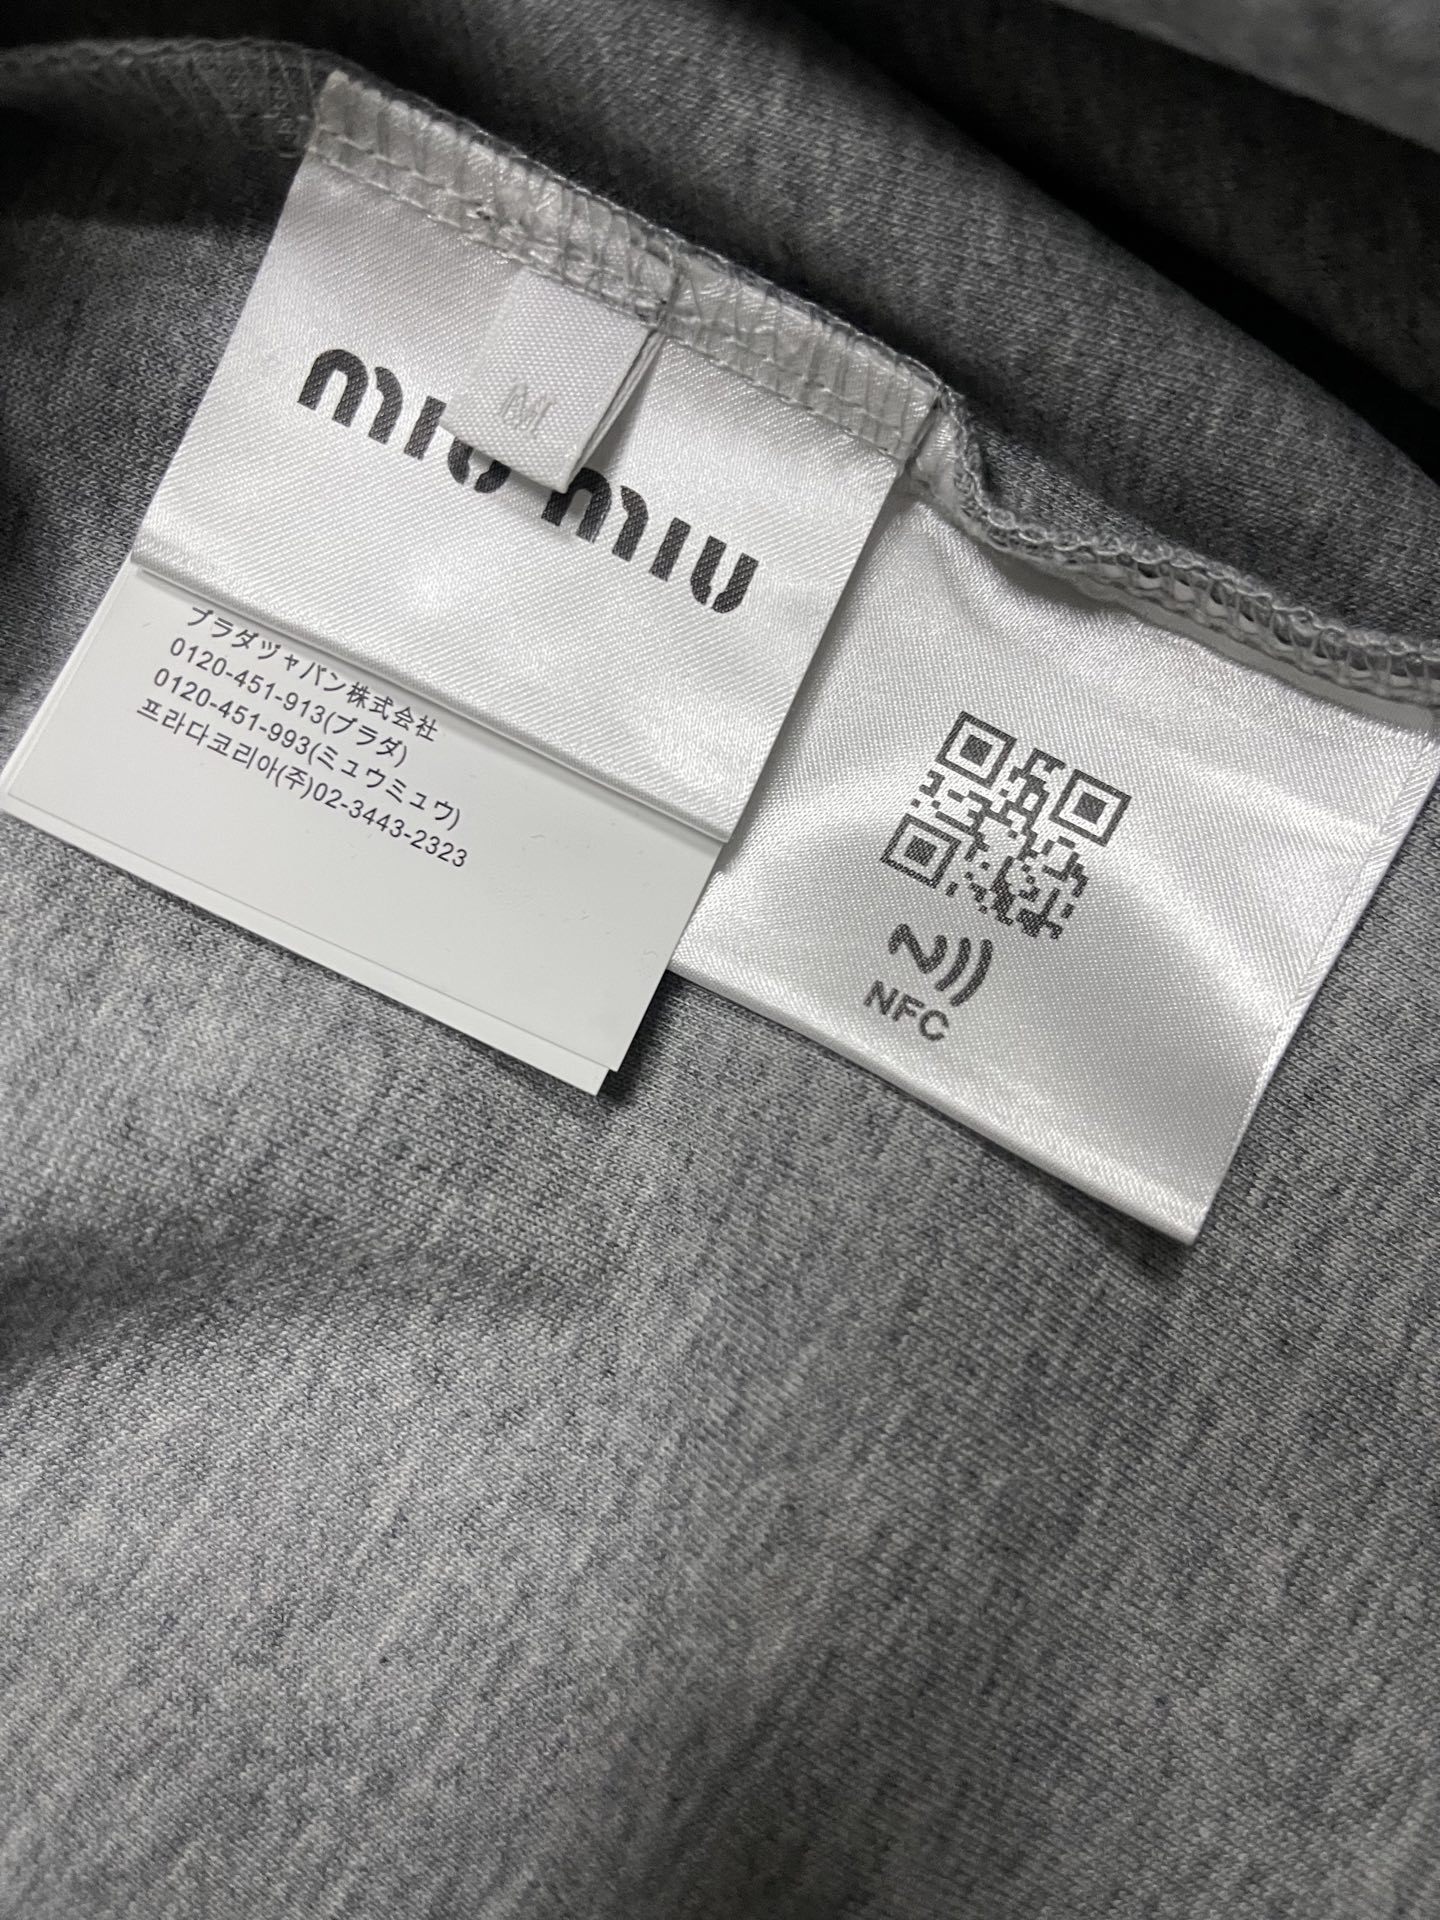 miu miu
M
プラダヅャパン株式会社
0120-451-913(プラダ)
0120-451-993(ミュウミュウ)
프라다코리아(주)02-3443-2323
NFC